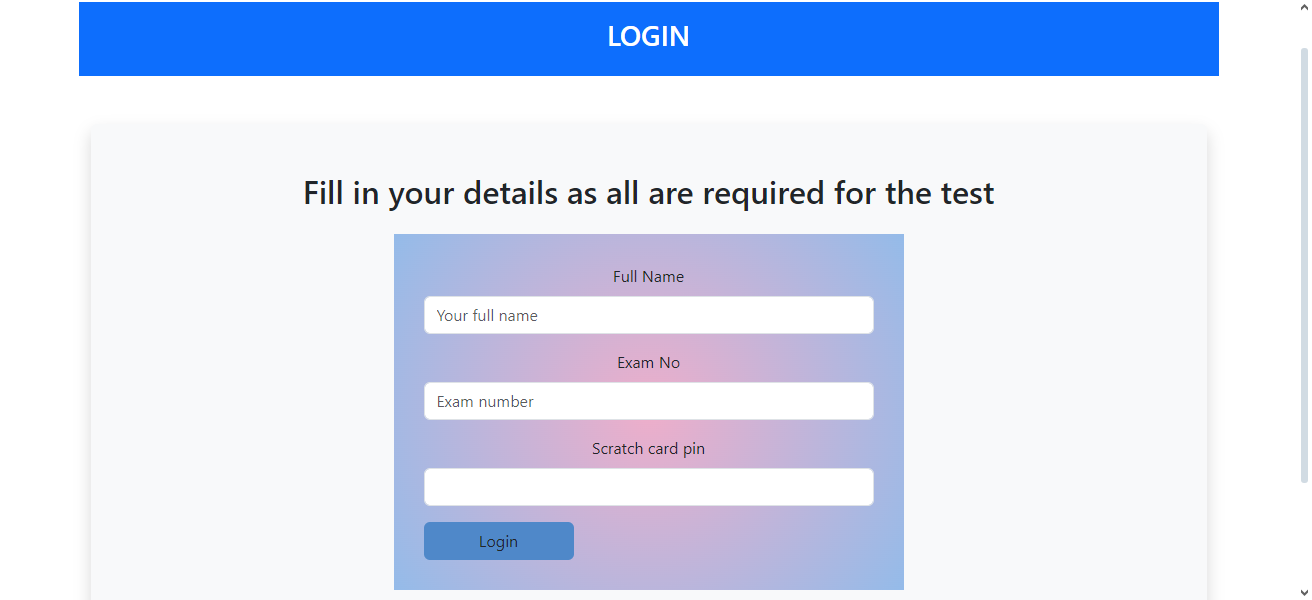 LOGIN
Fill in your details as all are required for the test
Full Name
Your full name
Exam No
Exam number
Scratch card pin
Login